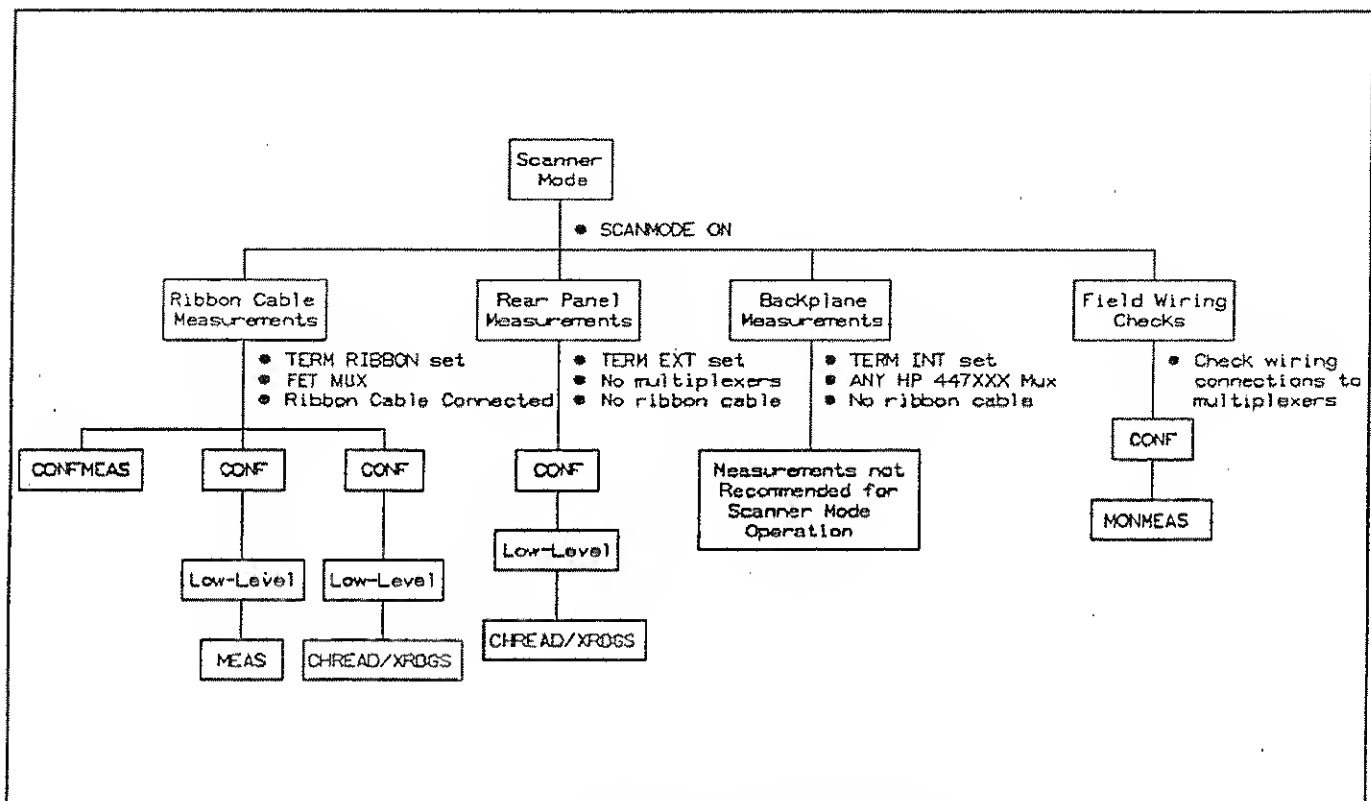 Scanner
Mode
• SCANMODE ON
Ribbon Cable
Measurements
• TERM RIBBON set
• FET MUX
• Ribbon Cable Connected
Rear Panel
Measurements
• TERM EXT set
• No multiplexers
• No ribbon cable
Backplane
Measurements
• TERM INT set
• ANY HP 447XXX Mux
• No ribbon cable
Field Wiring
Checks
• Check wiring
connections to
multiplexers
CONFMEAS
CONF
Low-Level
MEAS
CONF
Low-Level
CHREAD/XRDGS
CONF
Low-Level
CHREAD/XRDGS
Measurements not
Recommended for
Scanner Mode
Operation
CONF
MONMEAS